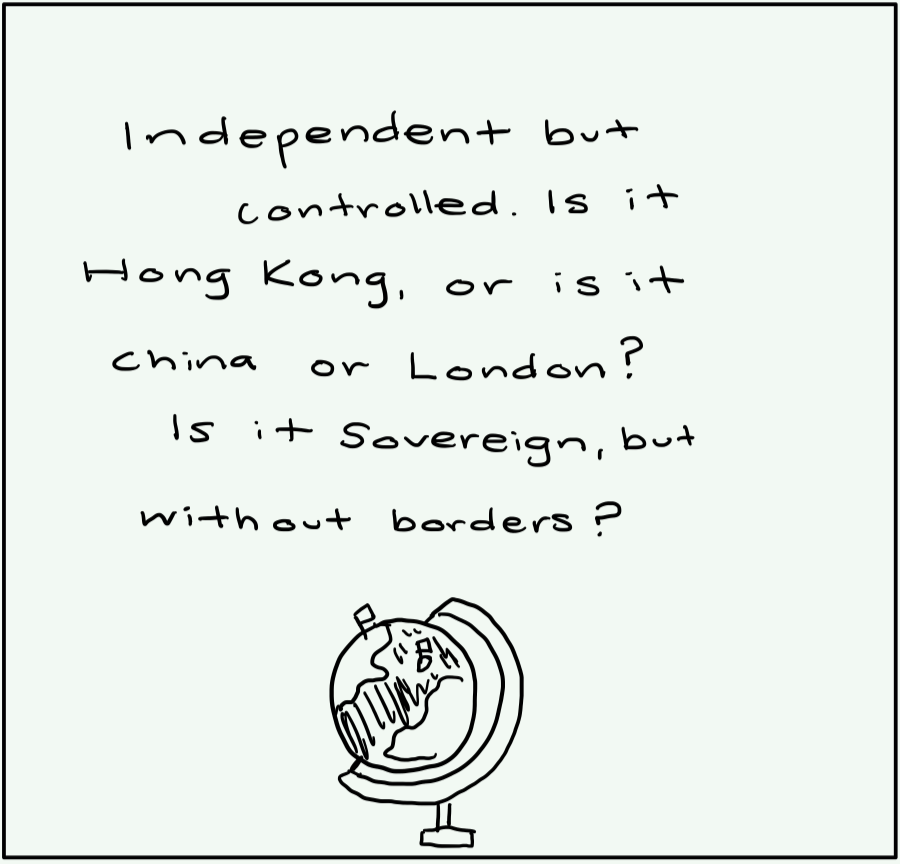 Independent but
controlled. Is it
Hong Kong, or is it
china or London?
Is it Sovereign, but
without borders?